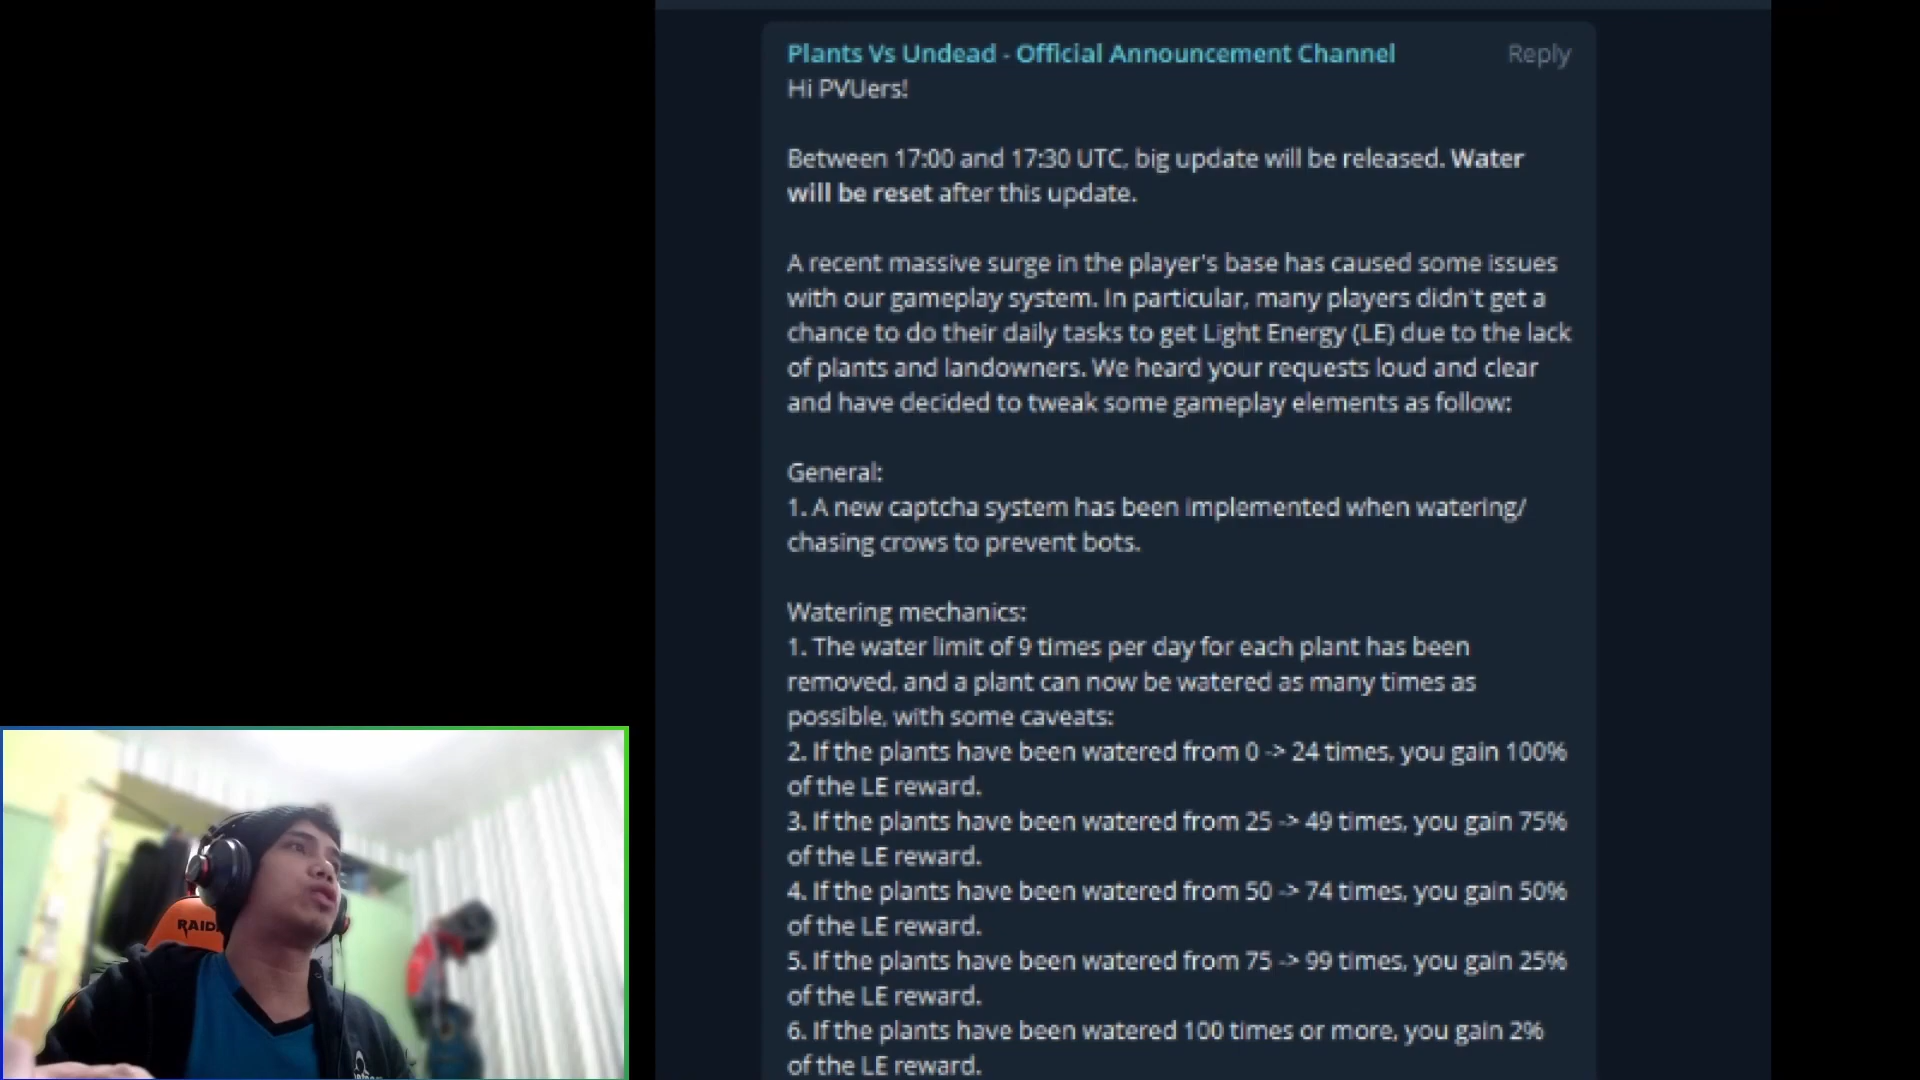 Plants Vs Undead - Official Announcement Channel
Reply
Hi PVUers!
Between 17:00 and 17:30 UTC, big update will be released. Water
will be reset after this update.
A recent massive surge in the player's base has caused some issues
with our gameplay system. In particular, many players didn't get a
chance to do their daily tasks to get Light Energy (LE) due to the lack
of plants and landowners. We heard your requests loud and clear
and have decided to tweak some gameplay elements as follow:
General:
1. A new captcha system has been implemented when watering/
chasing crows to prevent bots.
Watering mechanics:
1. The water limit of 9 times per day for each plant has been
removed, and a plant can now be watered as many times as
possible, with some caveats:
2. If the plants have been watered from 0 -> 24 times, you gain 100%
of the LE reward.
3. If the plants have been watered from 25 -> 49 times, you gain 75%
of the LE reward.
4. If the plants have been watered from 50 -> 74 times, you gain 50%
of the LE reward.
5. If the plants have been watered from 75 -> 99 times, you gain 25%
of the LE reward.
6. If the plants have been watered 100 times or more, you gain 2%
of the LE reward.